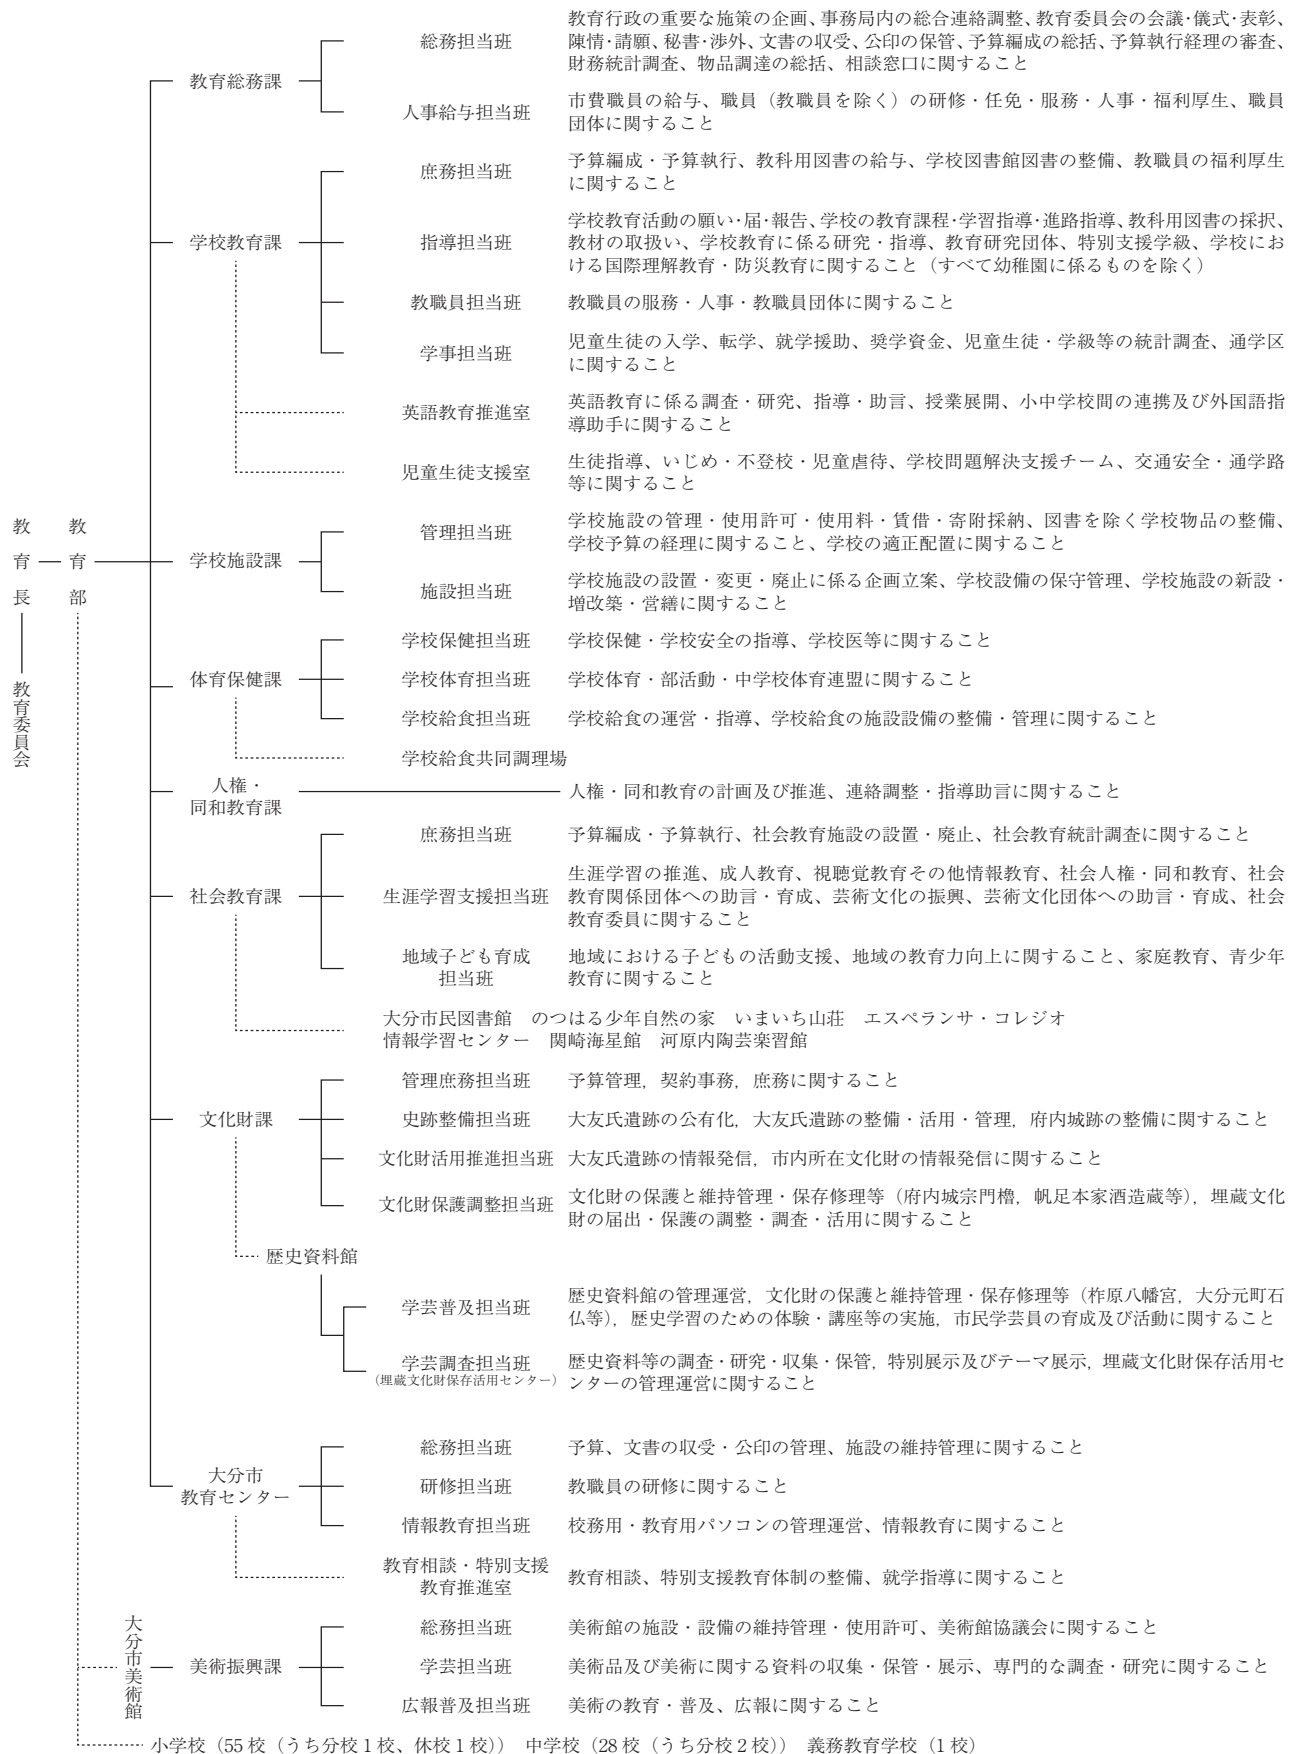 教育長
教育委員会
教育部
教育総務課
総務担当班
教育行政の重要な施策の企画、事務局内の総合連絡調整、教育委員会の会議・儀式・表彰、
陳情・請願、秘書・渉外、文書の収受、公印の保管、予算編成の総括、予算執行経理の審査、
財務統計調査、物品調達の総括、相談窓口に関すること
人事給与担当班
市費職員の給与、職員（教職員を除く）の研修・任免・服務・人事・福利厚生、職員
団体に関すること
学校教育課
庶務担当班
予算編成・予算執行、教科用図書の給与、学校図書館図書の整備、教職員の福利厚生
に関すること
指導担当班
学校教育活動の願い・届・報告、学校の教育課程・学習指導・進路指導、教科用図書の採択、
教材の取扱い、学校教育に係る研究・指導、教育研究団体、特別支援学級、学校にお
ける国際理解教育・防災教育に関すること（すべて幼稚園に係るものを除く）
教職員担当班
教職員の服務・人事・教職員団体に関すること
学事担当班
児童生徒の入学、転学、就学援助、奨学資金、児童生徒・学級等の統計調査、通学区
に関すること
英語教育推進室
英語教育に係る調査・研究、指導・助言、授業展開、小中学校間の連携及び外国語指
導助手に関すること
児童生徒支援室
生徒指導、いじめ・不登校・児童虐待、学校問題解決支援チーム、交通安全・通学路
等に関すること
学校施設課
管理担当班
学校施設の管理・使用許可・使用料・賃借・寄附採納、図書を除く学校物品の整備、
学校予算の経理に関すること、学校の適正配置に関すること
施設担当班
学校施設の設置・変更・廃止に係る企画立案、学校設備の保守管理、学校施設の新設・
増改築・営繕に関すること
体育保健課
学校保健担当班
学校保健・学校安全の指導、学校医等に関すること
学校体育担当班
学校体育・部活動・中学校体育連盟に関すること
学校給食担当班
学校給食の運営・指導、学校給食の施設設備の整備・管理に関すること
学校給食共同調理場
人権・
同和教育課
人権・同和教育の計画及び推進、連絡調整・指導助言に関すること
社会教育課
庶務担当班
予算編成・予算執行、社会教育施設の設置・廃止、社会教育統計調査に関すること
生涯学習支援担当班
生涯学習の推進、成人教育、視聴覚教育その他情報教育、社会人権・同和教育、社会
教育関係団体への助言・育成、芸術文化の振興、芸術文化団体への助言・育成、社会
教育委員に関すること
地域子ども育成
担当班
地域における子どもの活動支援、地域の教育力向上に関すること、家庭教育、青少年
教育に関すること
大分市民図書館　のつはる少年自然の家　いまいち山荘　エスペランサ・コレジオ
情報学習センター　関崎海星館　河原内陶芸楽習館
文化財課
管理庶務担当班
予算管理，契約事務，庶務に関すること
史跡整備担当班
大友氏遺跡の公有化，大友氏遺跡の整備・活用・管理，府内城跡の整備に関すること
文化財活用推進担当班
大友氏遺跡の情報発信，市内所在文化財の情報発信に関すること
文化財保護調整担当班
文化財の保護と維持管理・保存修理等（府内城宗門櫓，帆足本家酒造蔵等），埋蔵文化
財の届出・保護の調整・調査・活用に関すること
歴史資料館
学芸普及担当班
歴史資料館の管理運営，文化財の保護と維持管理・保存修理等（柞原八幡宮，大分元町石
仏等），歴史学習のための体験・講座等の実施，市民学芸員の育成及び活動に関すること
学芸調査担当班
（埋蔵文化財保存活用センター）
歴史資料等の調査・研究・収集・保管，特別展示及びテーマ展示，埋蔵文化財保存活用セ
ンターの管理運営に関すること
大分市
教育センター
総務担当班
予算、文書の収受・公印の管理、施設の維持管理に関すること
研修担当班
教職員の研修に関すること
情報教育担当班
校務用・教育用パソコンの管理運営、情報教育に関すること
教育相談・特別支援
教育推進室
教育相談、特別支援教育体制の整備、就学指導に関すること
大分市美術館
美術振興課
総務担当班
美術館の施設・設備の維持管理・使用許可、美術館協議会に関すること
学芸担当班
美術品及び美術に関する資料の収集・保管・展示、専門的な調査・研究に関すること
広報普及担当班
美術の教育・普及、広報に関すること
小学校（55校（うち分校1校、休校1校））　中学校（28校（うち分校2校））　義務教育学校（1校）